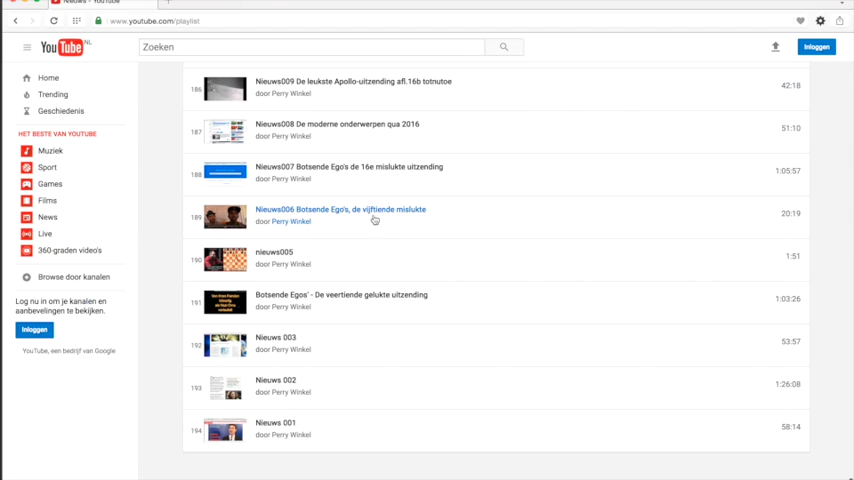 Nieuws - YouTube
www.youtube.com/playlist
YouTube NL
Zoeken
Inloggen
Home
Trending
Geschiedenis
HET BESTE VAN YOUTUBE
Muziek
Sport
Games
Films
News
Live
360-graden video's
Browse door kanalen
Log nu in om je kanalen en
aanbevelingen te bekijken.
Inloggen
YouTube, een bedrijf van Google
186 Nieuws009 De leukste Apollo-uitzending afl.16b totnutoe 42:18
door Perry Winkel
187 Nieuws008 De moderne onderwerpen qua 2016 51:10
door Perry Winkel
188 Nieuws007 Botsende Ego's de 16e mislukte uitzending 1:05:57
door Perry Winkel
189 Nieuws006 Botsende Ego's, de vijftiende mislukte 20:19
door Perry Winkel
190 nieuws005 1:51
door Perry Winkel
191 Botsende Egos' - De veertiende gelukte uitzending 1:03:26
door Perry Winkel
192 Nieuws 003 53:57
door Perry Winkel
193 Nieuws 002 1:26:08
door Perry Winkel
194 Nieuws 001 58:14
door Perry Winkel